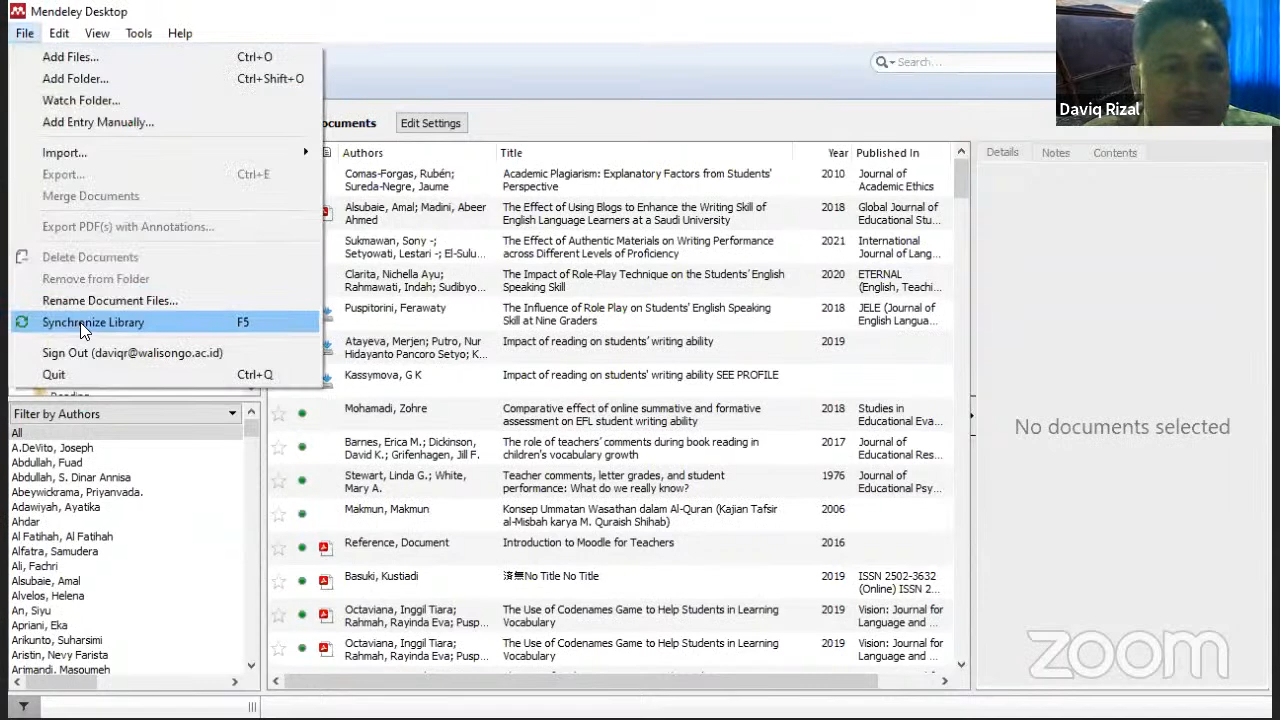 Mendeley Desktop
File Edit View Tools Help
Add Files... Ctrl+O
Add Folder... Ctrl+Shift+O
Watch Folder...
Add Entry Manually...
Import...
Export... Ctrl+E
Merge Documents
Export PDF(s) with Annotations...
Delete Documents
Remove from Folder
Rename Document Files...
Synchronize Library F5
Sign Out (daviqr@walisongo.ac.id)
Quit Ctrl+Q
Search...
Daviq Rizal
Edit Settings
Authors Title Year Published In
Comas-Forgas, Rubén; Academic Plagiarism: Explanatory Factors from Students' 2010 Journal of
Sureda-Negre, Jaume Perspective Academic Ethics
Alsubaie, Amal; Madini, Abeer The Effect of Using Blogs to Enhance the Writing Skill of 2018 Global Journal of
Ahmed English Language Learners at a Saudi University Educational Stu...
Sukmawan, Sony -; The Effect of Authentic Materials on Writing Performance 2021 International
Setyowati, Lestari -; El-Sulu... across Different Levels of Proficiency Journal of Lang...
Clarita, Nichella Ayu; The Impact of Role-Play Technique on the Students' English 2020 ETERNAL
Rahmawati, Indah; Sudibyo... Speaking Skill (English, Teachi...
Puspitorini, Ferawaty The Influence of Role Play on Students' English Speaking 2018 JELE (Journal of
Skill at Nine Graders English Langua...
Atayeva, Merjen; Putro, Nur Impact of reading on students' writing ability 2019
Hidayanto Pancoro Setyo; K...
Kassymova, G K Impact of reading on students' writing ability SEE PROFILE
Mohamadi, Zohre Comparative effect of online summative and formative 2018 Studies in
assessment on EFL student writing ability Educational Eva...
Barnes, Erica M.; Dickinson, The role of teachers' comments during book reading in 2017 Journal of
David K.; Grifenhagen, Jill F. children's vocabulary growth Educational Res...
Stewart, Linda G.; White, Teacher comments, letter grades, and student 1976 Journal of
Mary A. performance: What do we really know? Educational Psy...
Makmun, Makmun Konsep Ummatan Wasathan dalam Al-Quran (Kajian Tafsir 2006
al-Misbah karya M. Quraish Shihab)
Reference, Document Introduction to Moodle for Teachers 2016
Basuki, Kustiadi 済無No Title No Title 2019 ISSN 2502-3632
(Online) ISSN 2...
Octaviana, Inggil Tiara; The Use of Codenames Game to Help Students in Learning 2019 Vision: Journal for
Rahmah, Rayinda Eva; Pusp... Vocabulary Language and ...
Octaviana, Inggil Tiara; The Use of Codenames Game to Help Students in Learning 2019 Vision: Journal for
Rahmah, Rayinda Eva; Pusp... Vocabulary Language and ...
Filter by Authors
All
A.DeVito, Joseph
Abdullah, Fuad
Abdullah, S. Dinar Annisa
Abeywickrama, Priyanvada.
Adawiyah, Ayatika
Ahdar
Al Fatihah, Al Fatihah
Alfatra, Samudera
Ali, Fachri
Alsubaie, Amal
Alvelos, Helena
An, Siyu
Apriani, Eka
Arikunto, Suharsimi
Aristin, Nevy Farista
Arimandi, Masoumeh
Details Notes Contents
No documents selected
zoom